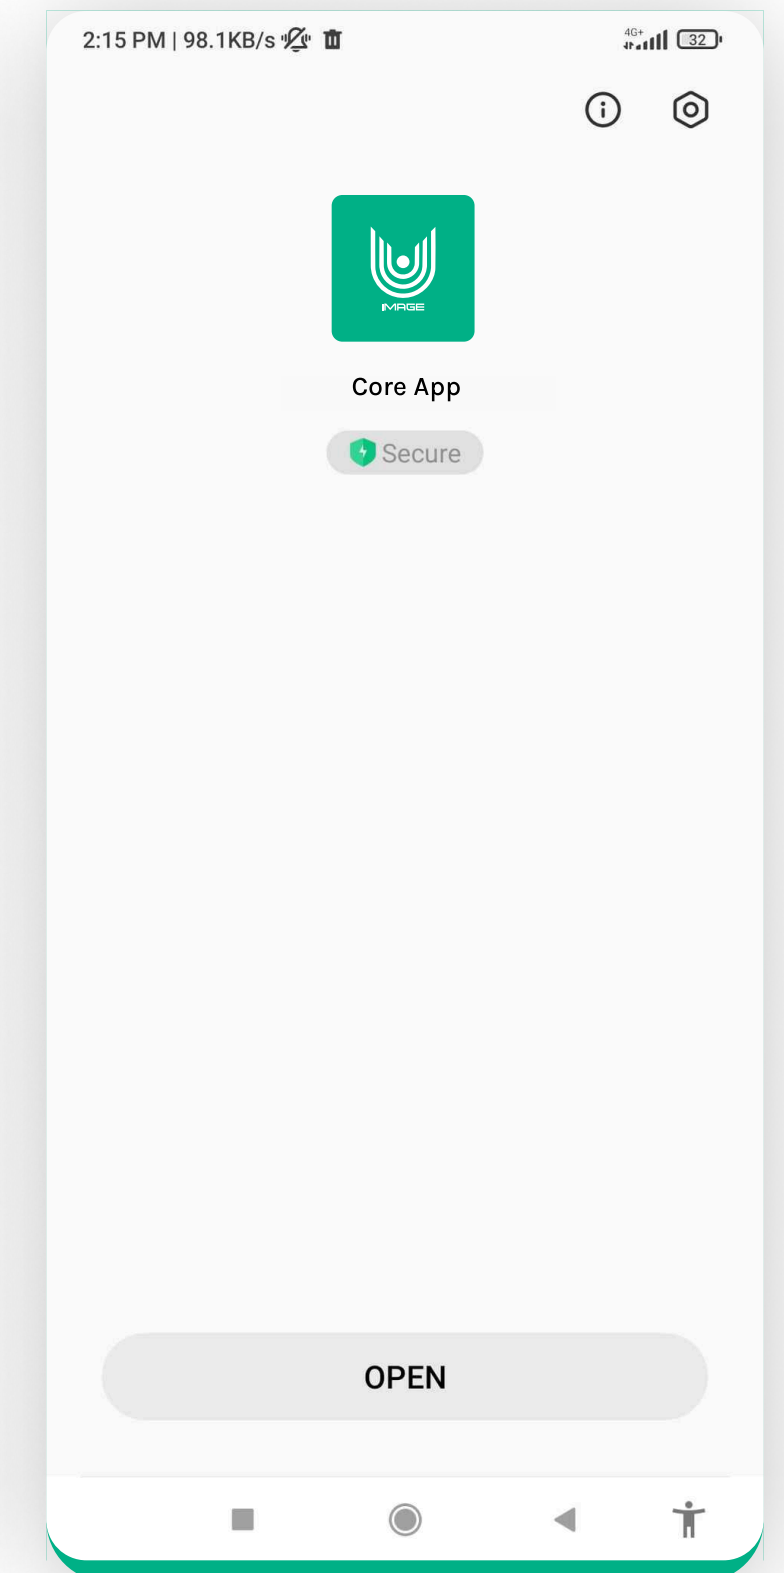 2:15 PM | 98.1KB/s
4G+
32
IMAGE
Core App
Secure
OPEN